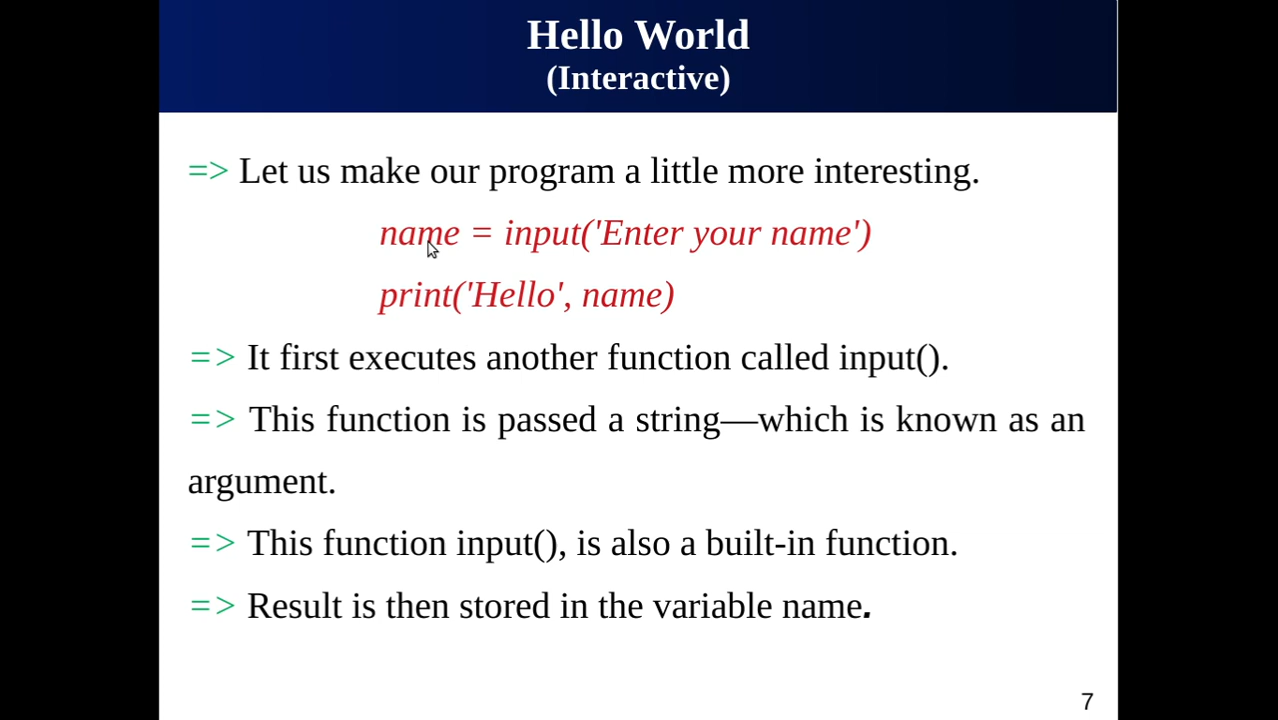 Hello World
(Interactive)
=> Let us make our program a little more interesting.
name = input('Enter your name')
print('Hello', name)
=> It first executes another function called input().
=> This function is passed a string—which is known as an
argument.
=> This function input(), is also a built-in function.
=> Result is then stored in the variable name.
7